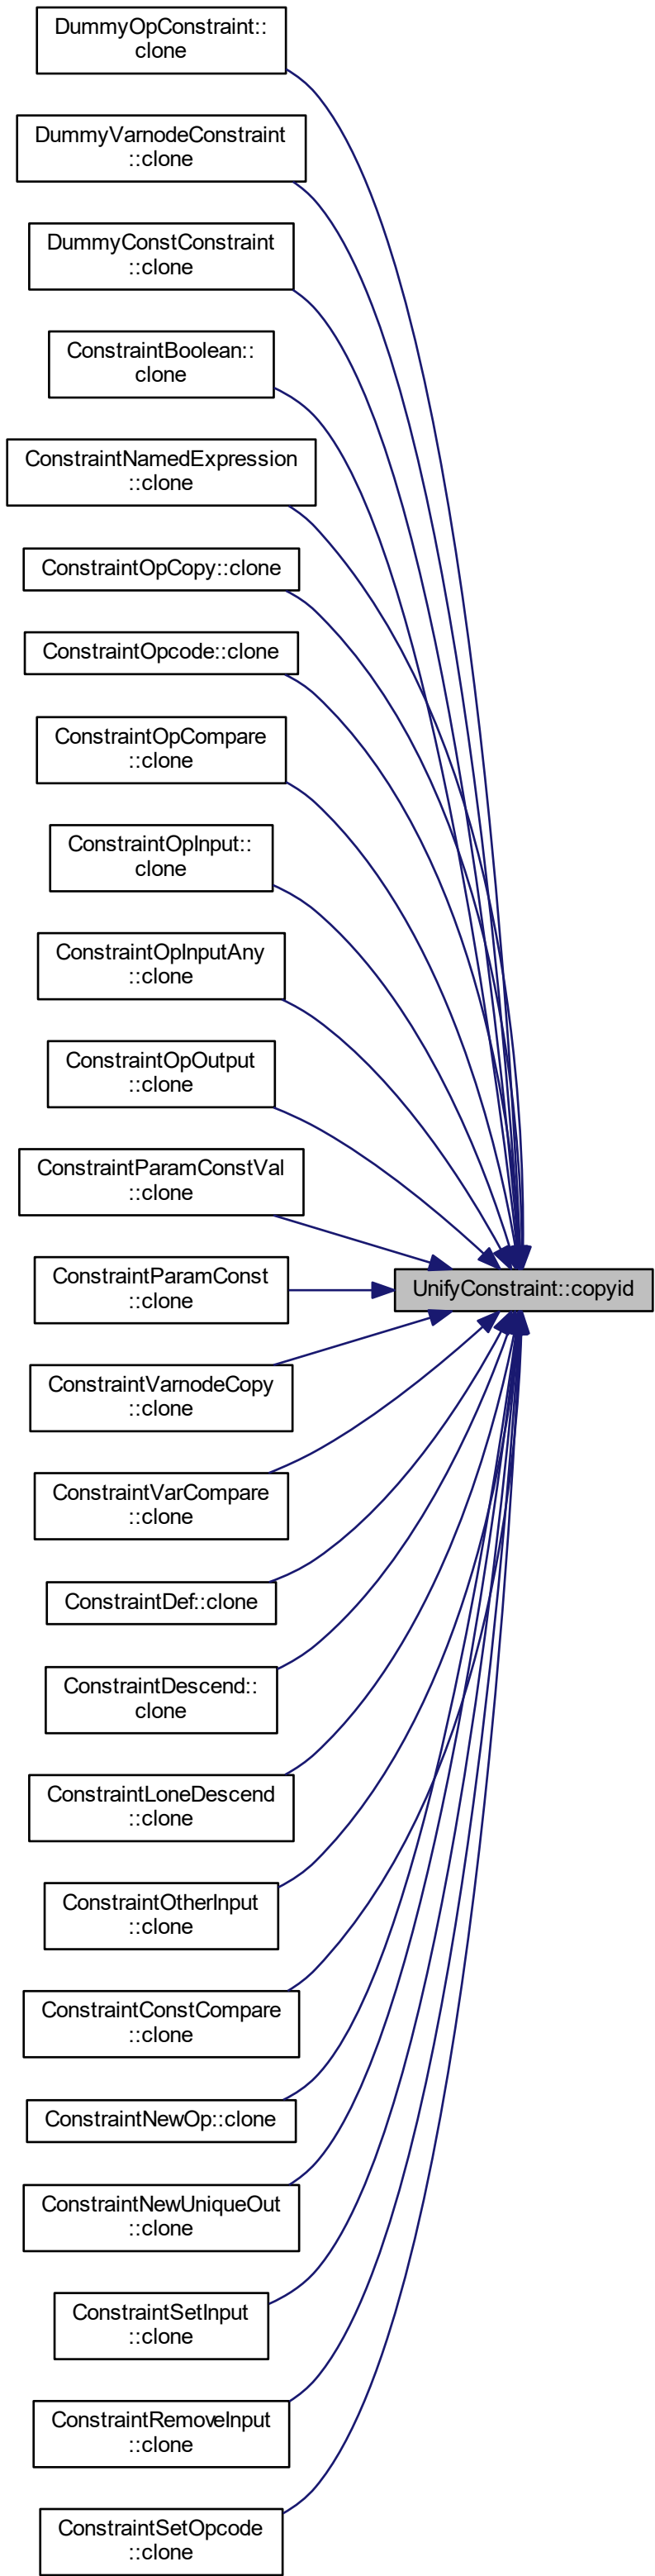 DummyOpConstraint::
clone
DummyVarnodeConstraint
::clone
DummyConstConstraint
::clone
ConstraintBoolean::
clone
ConstraintNamedExpression
::clone
ConstraintOpCopy::clone
ConstraintOpcode::clone
ConstraintOpCompare
::clone
ConstraintOpInput::
clone
ConstraintOpInputAny
::clone
ConstraintOpOutput
::clone
ConstraintParamConstVal
::clone
ConstraintParamConst
::clone
UnifyConstraint::copyid
ConstraintVarnodeCopy
::clone
ConstraintVarCompare
::clone
ConstraintDef::clone
ConstraintDescend::
clone
ConstraintLoneDescend
::clone
ConstraintOtherInput
::clone
ConstraintConstCompare
::clone
ConstraintNewOp::clone
ConstraintNewUniqueOut
::clone
ConstraintSetInput
::clone
ConstraintRemoveInput
::clone
ConstraintSetOpcode
::clone